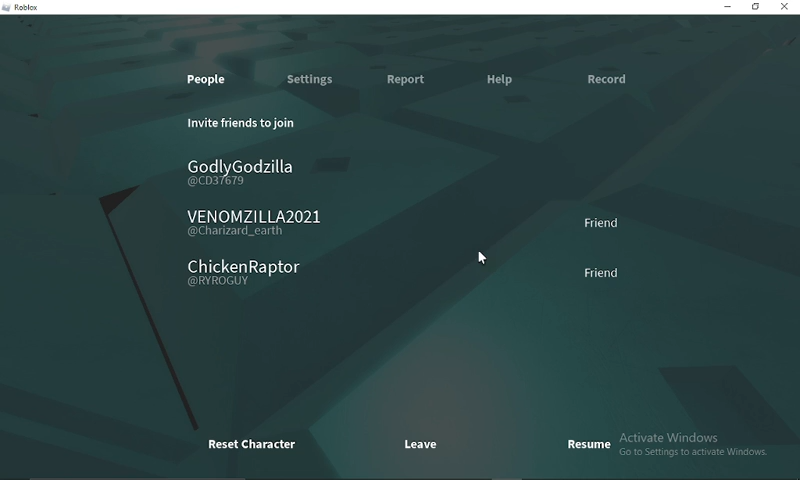 Roblox
People Settings Report Help Record
Invite friends to join
GodlyGodzilla
@CD37679
VENOMZILLA2021
@Charizard_earth
Friend
ChickenRaptor
@RYROGUY
Friend
Reset Character Leave Resume
Activate Windows
Go to Settings to activate Windows.